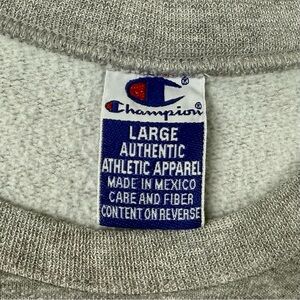 Champion®
LARGE
AUTHENTIC
ATHLETIC APPAREL
MADE IN MEXICO
CARE AND FIBER
CONTENT ON REVERSE